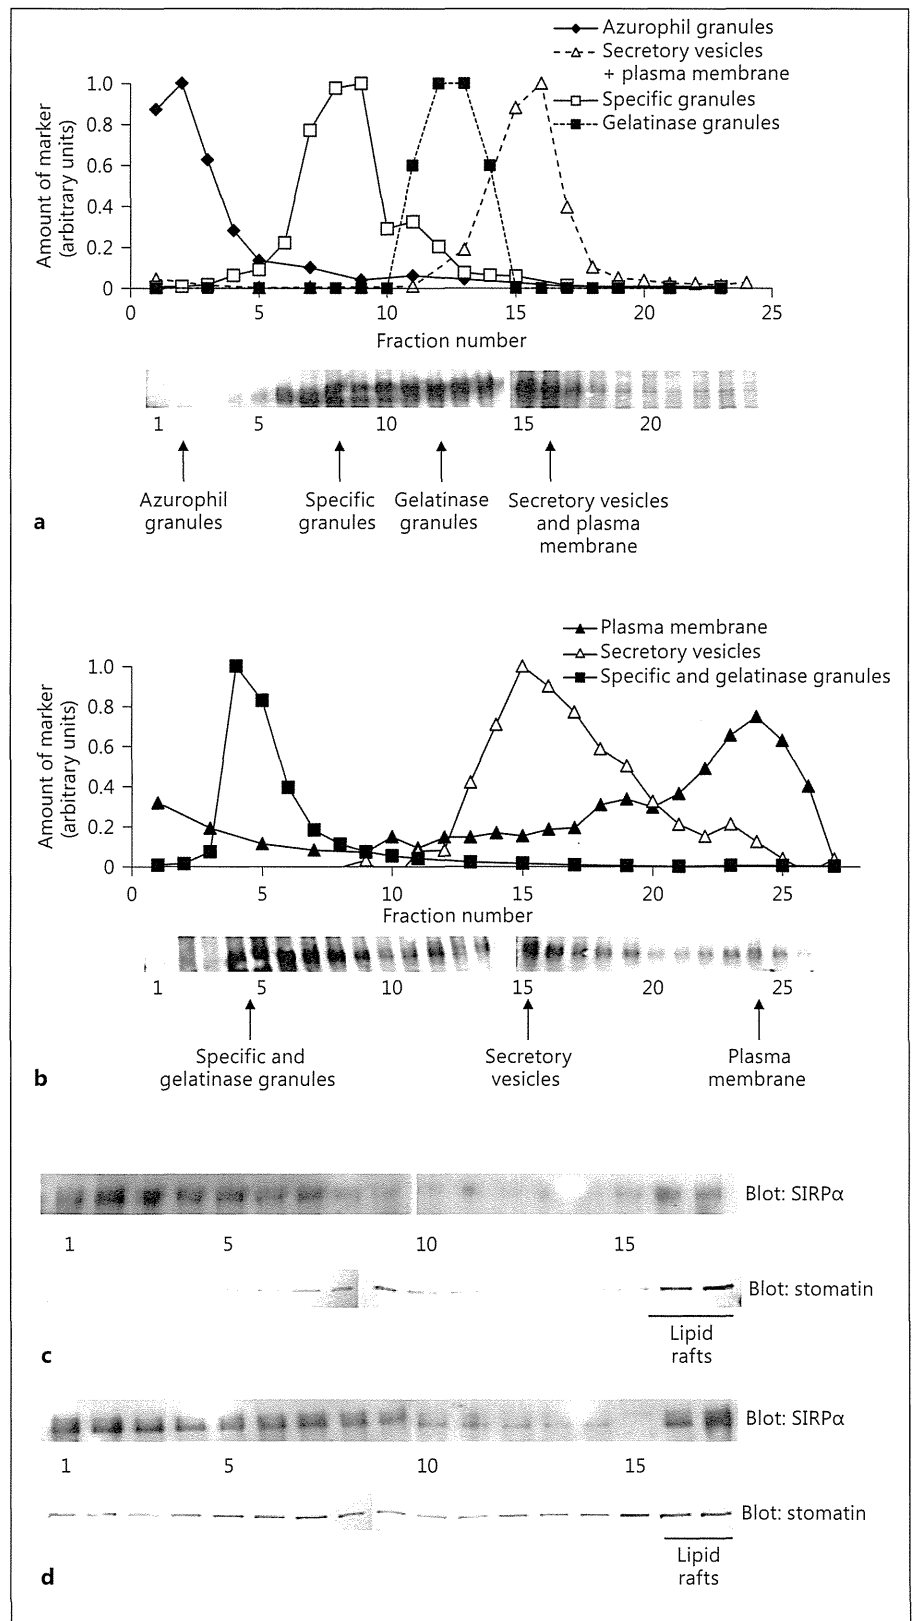 Azurophil granules
Secretory vesicles
+ plasma membrane
Specific granules
Gelatinase granules
Amount of marker
(arbitrary units)
1.0
0.8
0.6
0.4
0.2
0
0 5 10 15 20 25
Fraction number
1 5 10 15 20
Azurophil
granules
Specific
granules
Gelatinase
granules
Secretory vesicles
and plasma
membrane
a
Plasma membrane
Secretory vesicles
Specific and gelatinase granules
Amount of marker
(arbitrary units)
1.0
0.8
0.6
0.4
0.2
0
0 5 10 15 20 25
Fraction number
1 5 10 15 20 25
Specific and
gelatinase granules
Secretory
vesicles
Plasma
membrane
b
Blot: SIRPα
1 5 10 15
Blot: stomatin
Lipid
rafts
c
Blot: SIRPα
1 5 10 15
Blot: stomatin
Lipid
rafts
d